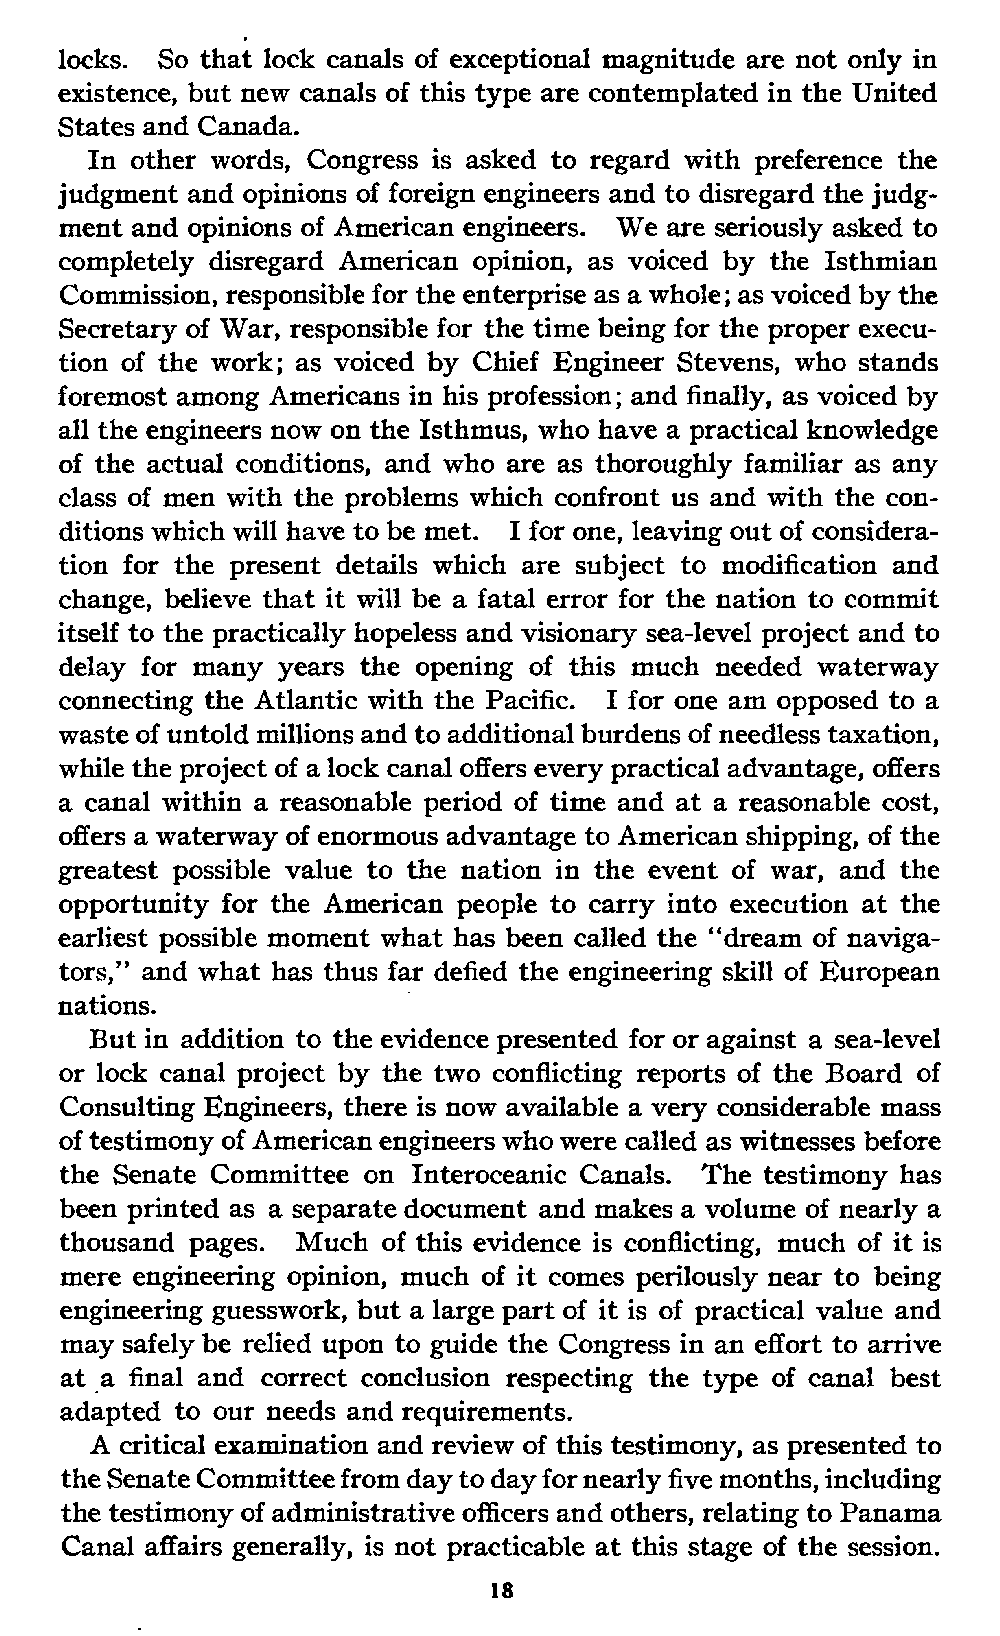 locks. So that lock canals of exceptional magnitude are not only in
existence, but new canals of this type are contemplated in the United
States and Canada.
In other words, Congress is asked to regard with preference the
judgment and opinions of foreign engineers and to disregard the judg-
ment and opinions of American engineers. We are seriously asked to
completely disregard American opinion, as voiced by the Isthmian
Commission, responsible for the enterprise as a whole; as voiced by the
Secretary of War, responsible for the time being for the proper execu-
tion of the work; as voiced by Chief Engineer Stevens, who stands
foremost among Americans in his profession; and finally, as voiced by
all the engineers now on the Isthmus, who have a practical knowledge
of the actual conditions, and who are as thoroughly familiar as any
class of men with the problems which confront us and with the con-
ditions which will have to be met. I for one, leaving out of considera-
tion for the present details which are subject to modification and
change, believe that it will be a fatal error for the nation to commit
itself to the practically hopeless and visionary sea-level project and to
delay for many years the opening of this much needed waterway
connecting the Atlantic with the Pacific. I for one am opposed to a
waste of untold millions and to additional burdens of needless taxation,
while the project of a lock canal offers every practical advantage, offers
a canal within a reasonable period of time and at a reasonable cost,
offers a waterway of enormous advantage to American shipping, of the
greatest possible value to the nation in the event of war, and the
opportunity for the American people to carry into execution at the
earliest possible moment what has been called the "dream of naviga-
tors," and what has thus far defied the engineering skill of European
nations.
But in addition to the evidence presented for or against a sea-level
or lock canal project by the two conflicting reports of the Board of
Consulting Engineers, there is now available a very considerable mass
of testimony of American engineers who were called as witnesses before
the Senate Committee on Interoceanic Canals. The testimony has
been printed as a separate document and makes a volume of nearly a
thousand pages. Much of this evidence is conflicting, much of it is
mere engineering opinion, much of it comes perilously near to being
engineering guesswork, but a large part of it is of practical value and
may safely be relied upon to guide the Congress in an effort to arrive
at a final and correct conclusion respecting the type of canal best
adapted to our needs and requirements.
A critical examination and review of this testimony, as presented to
the Senate Committee from day to day for nearly five months, including
the testimony of administrative officers and others, relating to Panama
Canal affairs generally, is not practicable at this stage of the session.
18